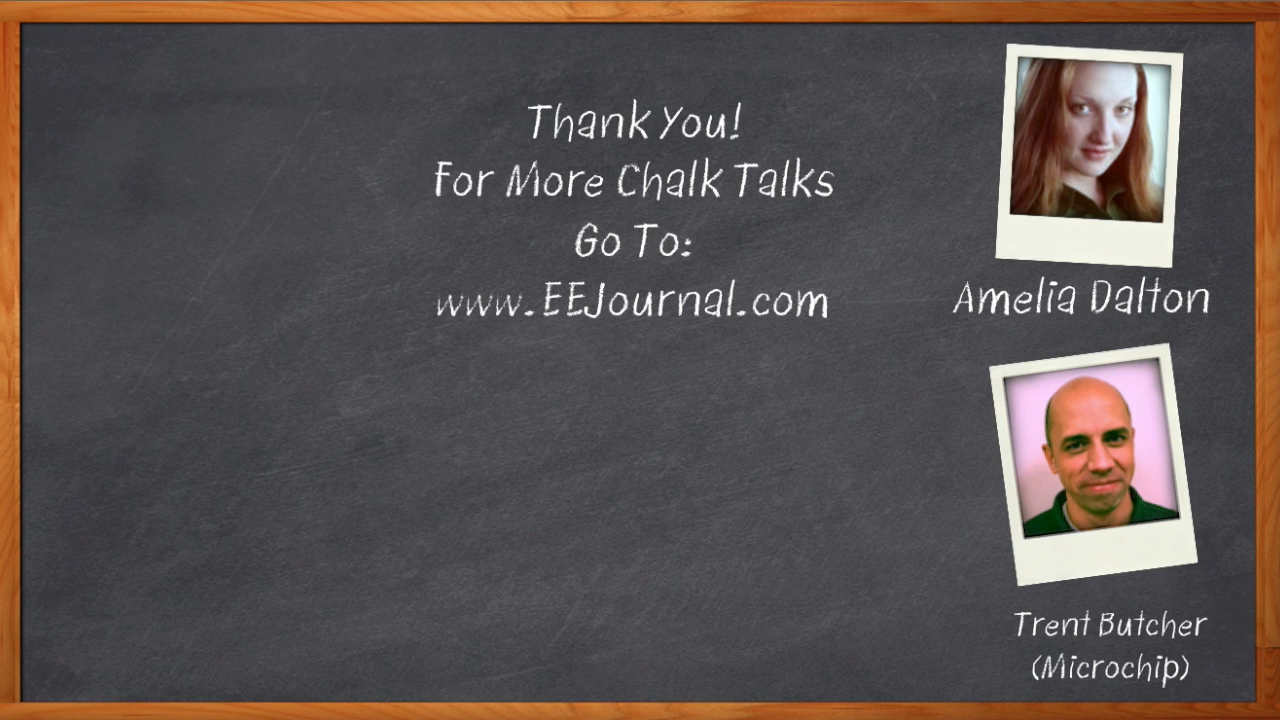 Thank You!
For More Chalk Talks
Go To:
www.EEJournal.com
Amelia Dalton
Trent Butcher
(Microchip)